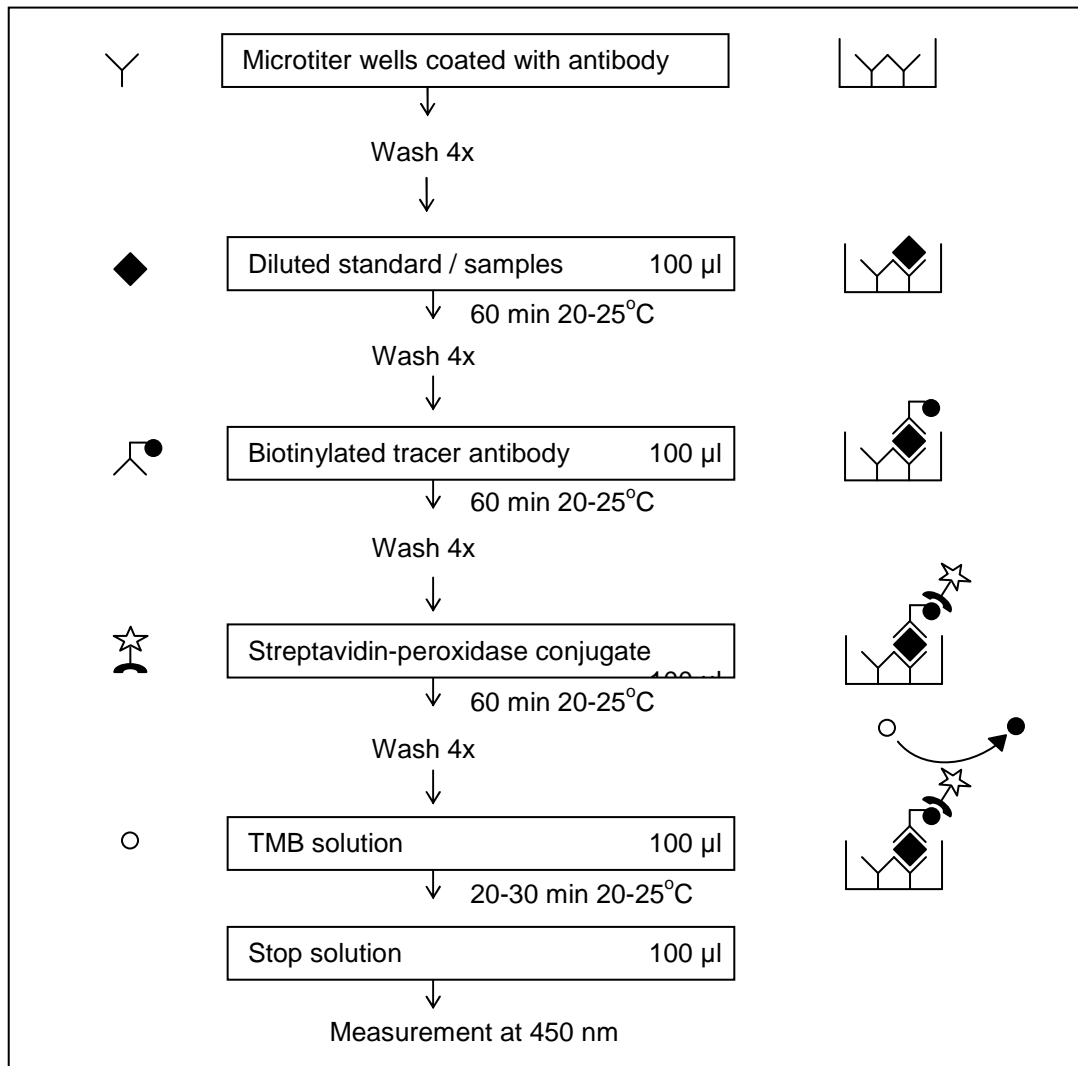 Microtiter wells coated with antibody
Wash 4x
Diluted standard / samples 100 µl
60 min 20-25°C
Wash 4x
Biotinylated tracer antibody 100 µl
60 min 20-25°C
Wash 4x
Streptavidin-peroxidase conjugate
100 µl
60 min 20-25°C
Wash 4x
TMB solution 100 µl
20-30 min 20-25°C
Stop solution 100 µl
Measurement at 450 nm